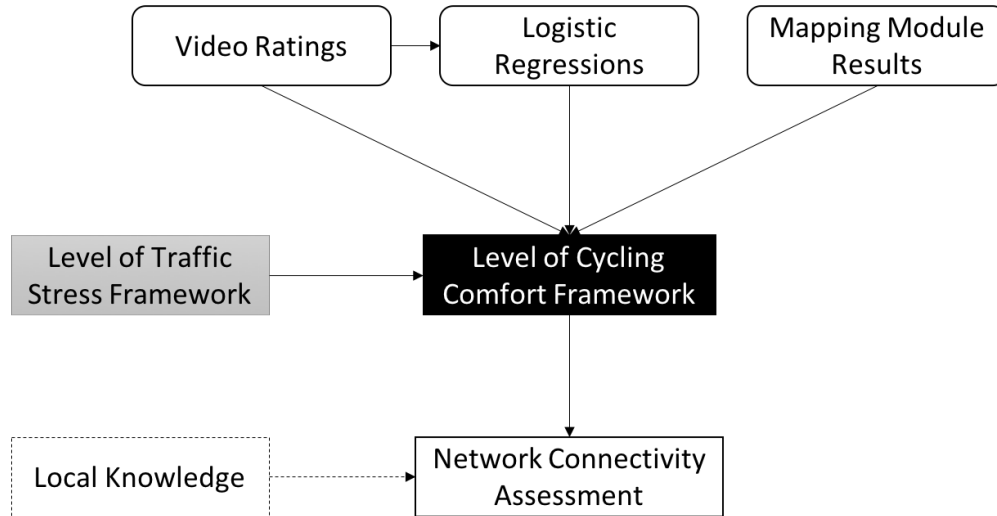 Video Ratings
Logistic
Regressions
Mapping Module
Results
Level of Traffic
Stress Framework
Level of Cycling
Comfort Framework
Local Knowledge
Network Connectivity
Assessment